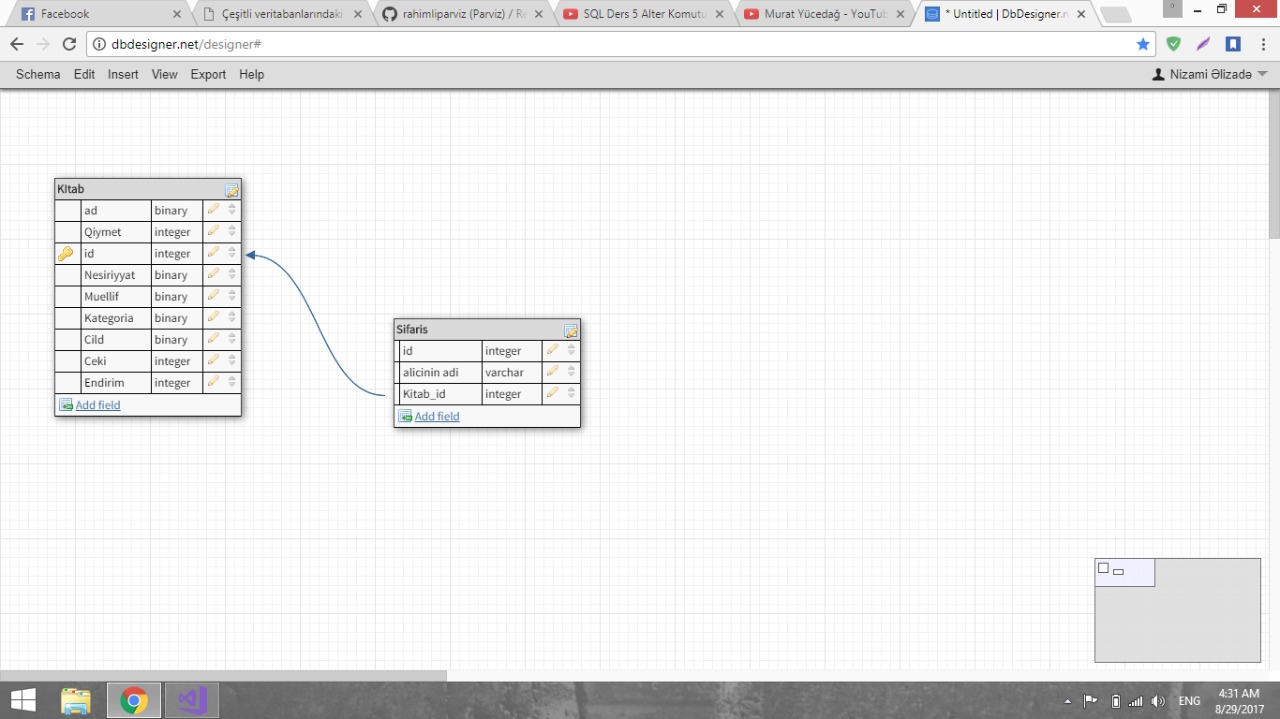 Facebook
Çeşitli veritabanlarındaki
rahimliparviz (Parviz) / Re
SQL Ders 5 Alter Komutu
Murat Yücedağ - YouTub
* Untitled | DbDesigner.n
dbdesigner.net/designer#
Schema Edit Insert View Export Help
Nizami Əlizadə
KItab
ad binary
Qiymet integer
id integer
Nesiriyyat binary
Muellif binary
Kategoria binary
Cild binary
Ceki integer
Endirim integer
Add field
Sifaris
id integer
alicinin adi varchar
Kitab_id integer
Add field
ENG
4:31 AM
8/29/2017